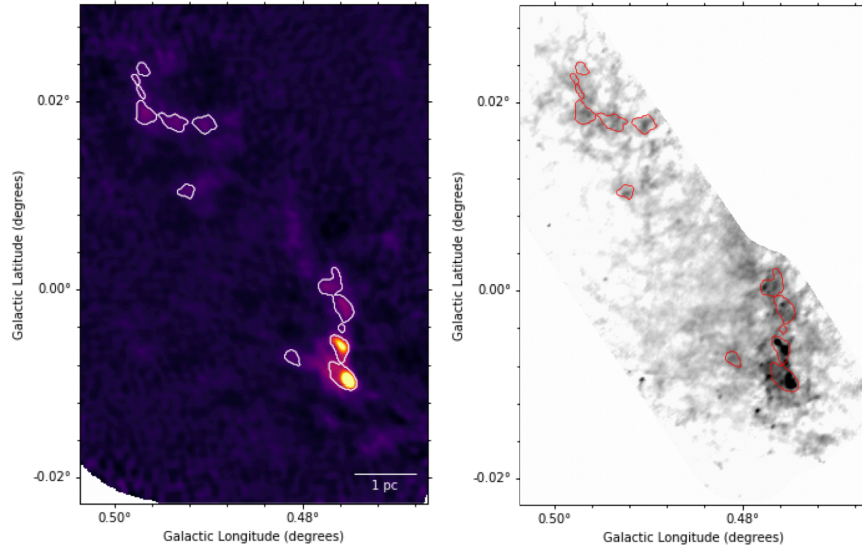 0.02°
0.00°
-0.02°
Galactic Latitude (degrees)
1 pc
0.50°
0.48°
Galactic Longitude (degrees)
0.02°
0.00°
-0.02°
Galactic Latitude (degrees)
0.50°
0.48°
Galactic Longitude (degrees)